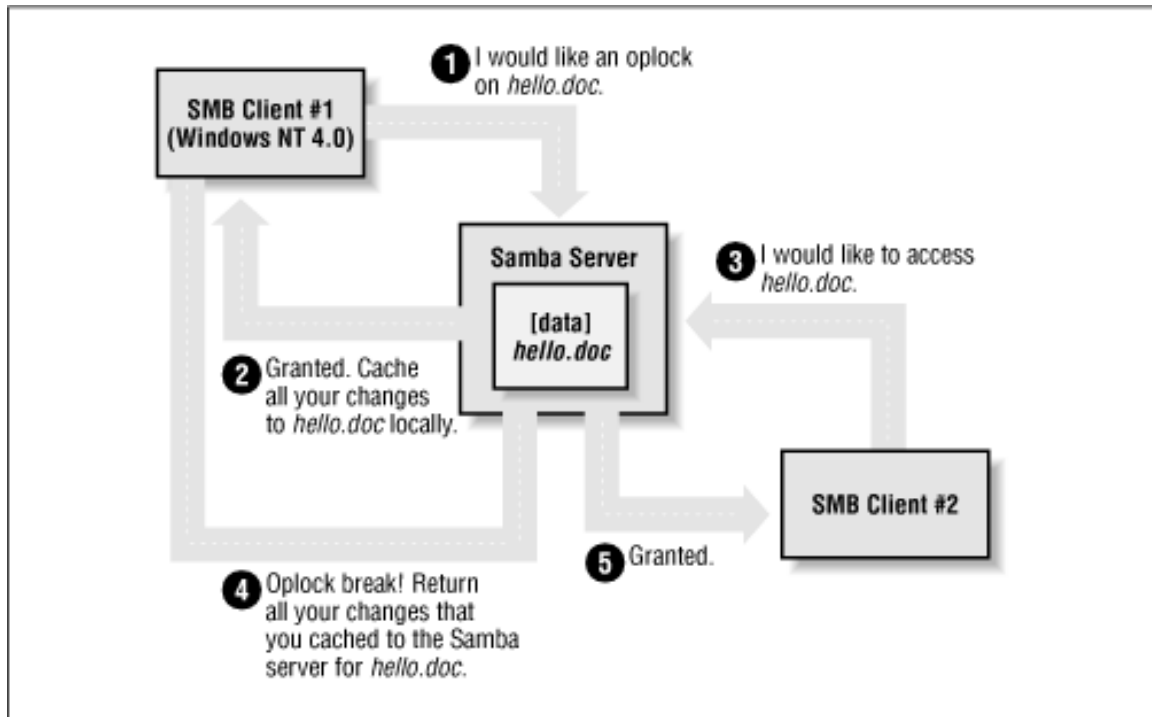 1 I would like an oplock
on hello.doc.
SMB Client #1
(Windows NT 4.0)
Samba Server
[data]
hello.doc
3 I would like to access
hello.doc.
2 Granted. Cache
all your changes
to hello.doc locally.
SMB Client #2
5 Granted.
4 Oplock break! Return
all your changes that
you cached to the Samba
server for hello.doc.